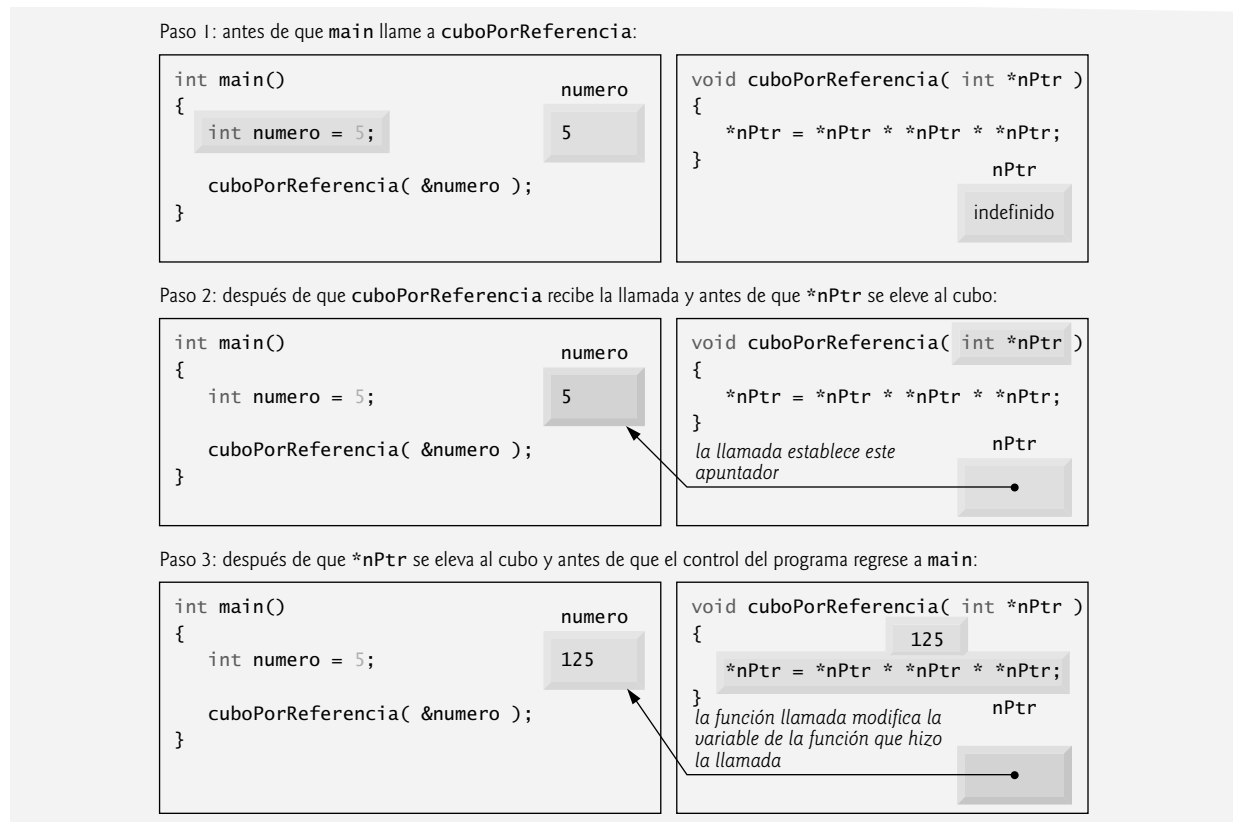 Paso 1: antes de que main llame a cuboPorReferencia:
int main()
{
int numero = 5;
cuboPorReferencia( &numero );
}
numero
5
void cuboPorReferencia( int *nPtr )
{
*nPtr = *nPtr * *nPtr * *nPtr;
}
nPtr
indefinido
Paso 2: después de que cuboPorReferencia recibe la llamada y antes de que *nPtr se eleve al cubo:
int main()
{
int numero = 5;
cuboPorReferencia( &numero );
}
numero
5
void cuboPorReferencia( int *nPtr )
{
*nPtr = *nPtr * *nPtr * *nPtr;
}
la llamada establece este
apuntador
nPtr
Paso 3: después de que *nPtr se eleva al cubo y antes de que el control del programa regrese a main:
int main()
{
int numero = 5;
cuboPorReferencia( &numero );
}
numero
125
void cuboPorReferencia( int *nPtr )
{
125
*nPtr = *nPtr * *nPtr * *nPtr;
}
la función llamada modifica la
variable de la función que hizo
la llamada
nPtr